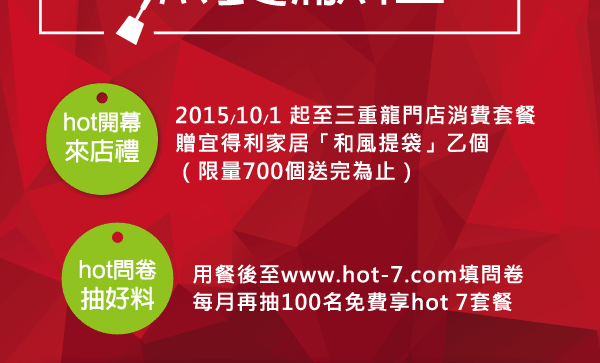 hot開幕
來店禮
2015/10/1 起至三重龍門店消費套餐
贈宜得利家居「和風提袋」乙個
（限量700個送完為止）
hot問卷
抽好料
用餐後至www.hot-7.com填問卷
每月再抽100名免費享hot 7套餐